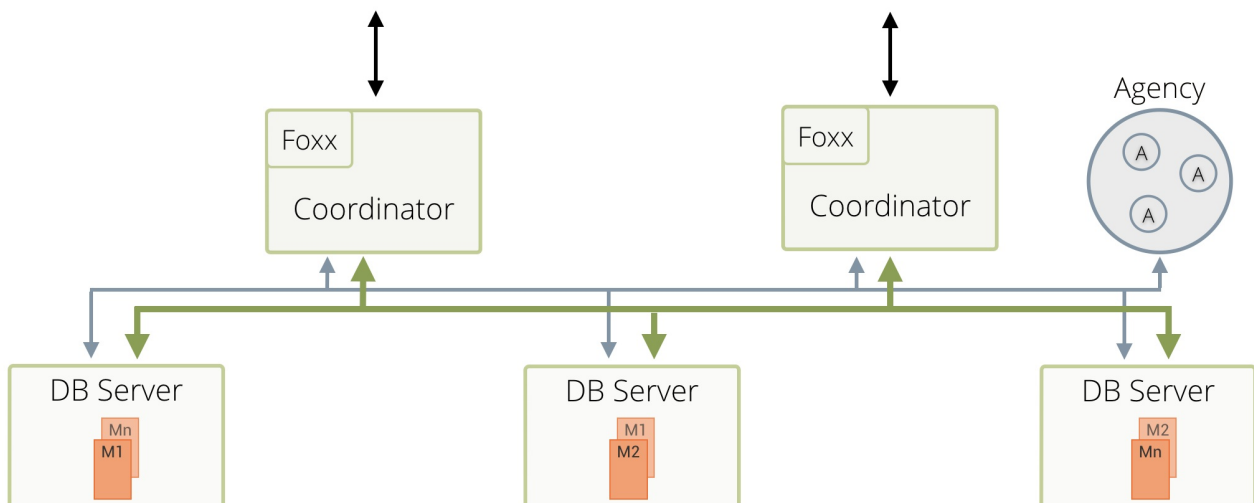 Agency
Foxx
Coordinator
Foxx
Coordinator
A
A
A
DB Server
Mn
M1
DB Server
M1
M2
DB Server
M2
Mn